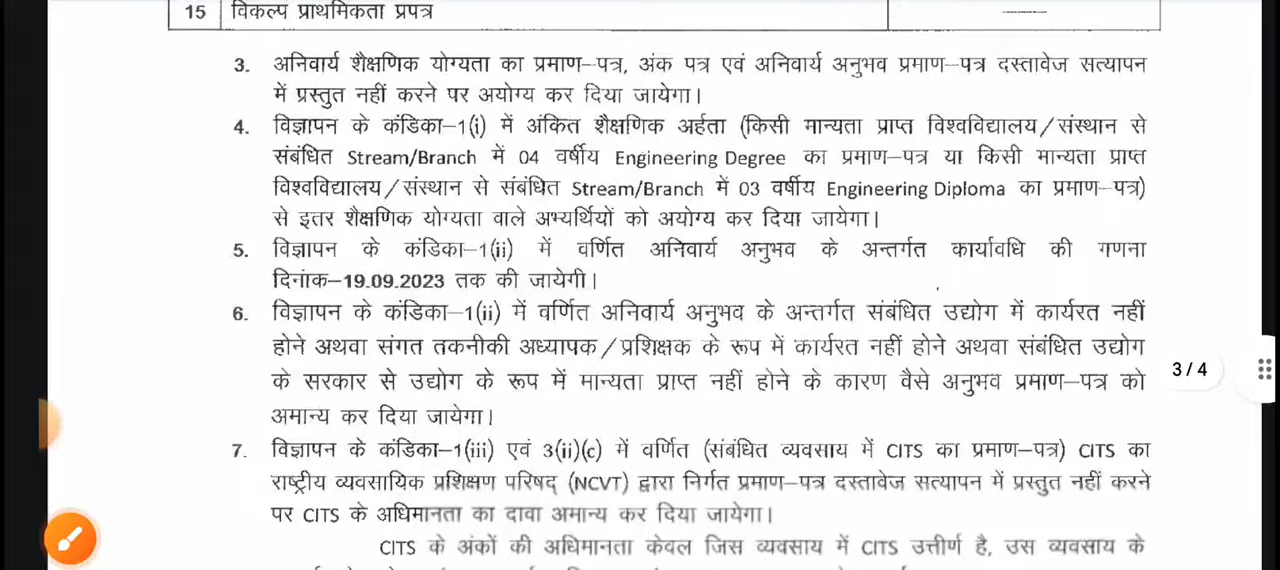 15 विकल्प प्राथमिकता प्रपत्र
3. अनिवार्य शैक्षणिक योग्यता का प्रमाण–पत्र, अंक पत्र एवं अनिवार्य अनुभव प्रमाण–पत्र दस्तावेज सत्यापन
में प्रस्तुत नहीं करने पर अयोग्य कर दिया जायेगा।
4. विज्ञापन के कंडिका–1(i) में अंकित शैक्षणिक अर्हता (किसी मान्यता प्राप्त विश्वविद्यालय/संस्थान से
संबंधित Stream/Branch में 04 वर्षीय Engineering Degree का प्रमाण–पत्र या किसी मान्यता प्राप्त
विश्वविद्यालय/संस्थान से संबंधित Stream/Branch में 03 वर्षीय Engineering Diploma का प्रमाण–पत्र)
से इतर शैक्षणिक योग्यता वाले अभ्यर्थियों को अयोग्य कर दिया जायेगा।
5. विज्ञापन के कंडिका–1(ii) में वर्णित अनिवार्य अनुभव के अन्तर्गत कार्यावधि की गणना
दिनांक–19.09.2023 तक की जायेगी।
6. विज्ञापन के कंडिका–1(ii) में वर्णित अनिवार्य अनुभव के अन्तर्गत संबंधित उद्योग में कार्यरत नहीं
होने अथवा संगत तकनीकी अध्यापक/प्रशिक्षक के रूप में कार्यरत नहीं होने अथवा संबंधित उद्योग
के सरकार से उद्योग के रूप में मान्यता प्राप्त नहीं होने के कारण वैसे अनुभव प्रमाण–पत्र को
अमान्य कर दिया जायेगा।
3/4
7. विज्ञापन के कंडिका–1(iii) एवं 3(ii)(c) में वर्णित (संबंधित व्यवसाय में CITS का प्रमाण–पत्र) CITS का
राष्ट्रीय व्यवसायिक प्रशिक्षण परिषद् (NCVT) द्वारा निर्गत प्रमाण–पत्र दस्तावेज सत्यापन में प्रस्तुत नहीं करने
पर CITS के अधिमानता का दावा अमान्य कर दिया जायेगा।
CITS के अंकों की अधिमानता केवल जिस व्यवसाय में CITS उत्तीर्ण है, उस व्यवसाय के